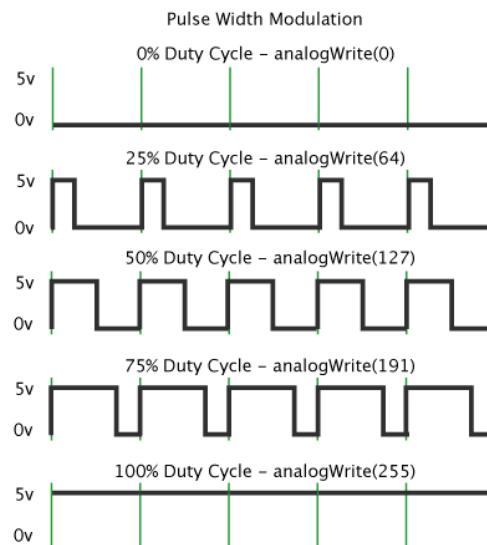 Pulse Width Modulation
0% Duty Cycle – analogWrite(0)
5v
0v
25% Duty Cycle – analogWrite(64)
5v
0v
50% Duty Cycle – analogWrite(127)
5v
0v
75% Duty Cycle – analogWrite(191)
5v
0v
100% Duty Cycle – analogWrite(255)
5v
0v